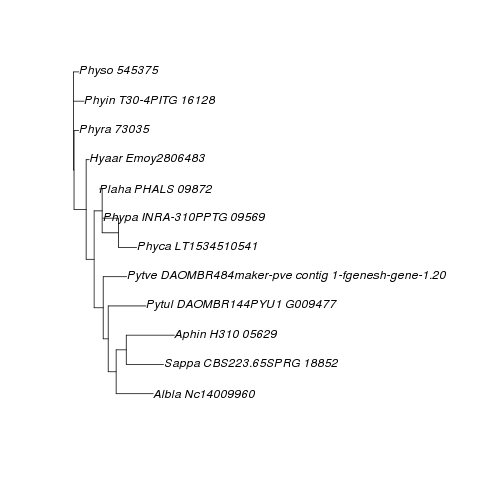 Physo 545375
Phyin T30-4PITG 16128
Phyra 73035
Hyaar Emoy2806483
Plaha PHALS 09872
Phypa INRA-310PPTG 09569
Phyca LT1534510541
Pytve DAOMBR484maker-pve contig 1-fgenesh-gene-1.20
Pytul DAOMBR144PYU1 G009477
Aphin H310 05629
Sappa CBS223.65SPRG 18852
Albla Nc14009960